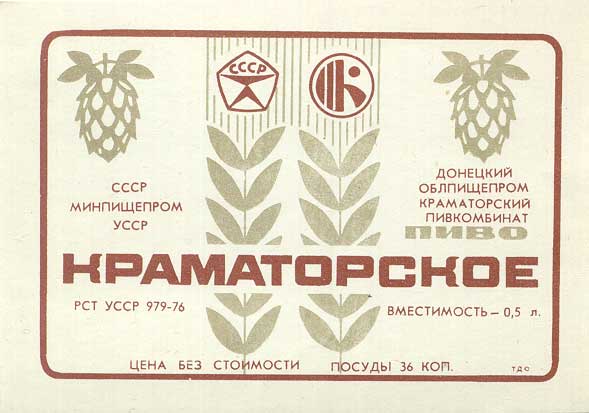 СССР
СССР
МИНПИЩЕПРОМ
УССР
ДОНЕЦКИЙ
ОБЛПИЩЕПРОМ
КРАМАТОРСКИЙ
ПИВКОМБИНАТ
ПИВО
КРАМАТОРСКОЕ
РСТ УССР 979-76
ВМЕСТИМОСТЬ – 0,5 л.
ЦЕНА БЕЗ СТОИМОСТИ ПОСУДЫ 36 КОП.
ТДО